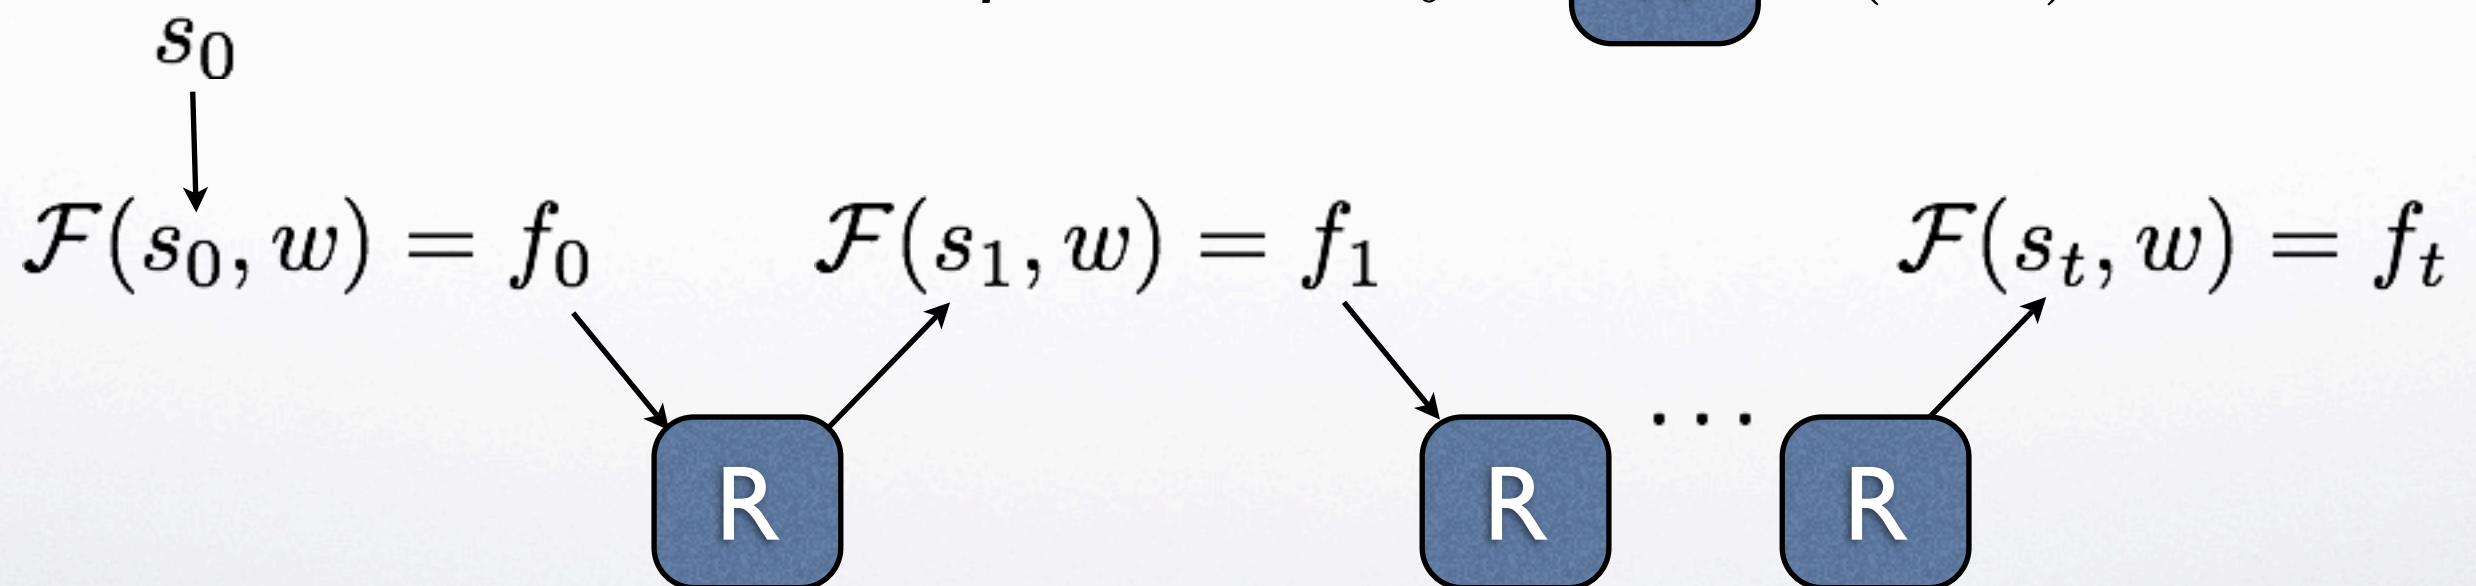 s₀
ℱ(s₀, w) = f₀ ℱ(s₁, w) = f₁ ℱ(sₜ, w) = fₜ
R R ... R